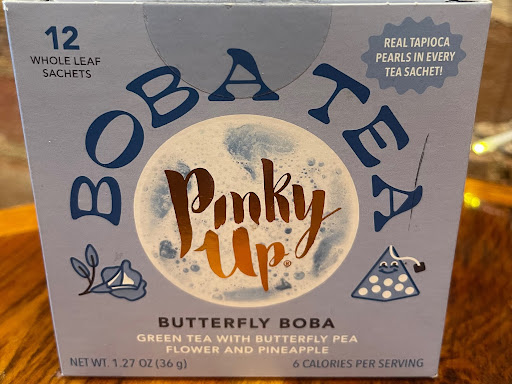 12
WHOLE LEAF
SACHETS
REAL TAPIOCA
PEARLS IN EVERY
TEA SACHET!
BOBA TEA
Pinky
Up®
BUTTERFLY BOBA
GREEN TEA WITH BUTTERFLY PEA
FLOWER AND PINEAPPLE
NET WT. 1.27 OZ (36 g)
6 CALORIES PER SERVING